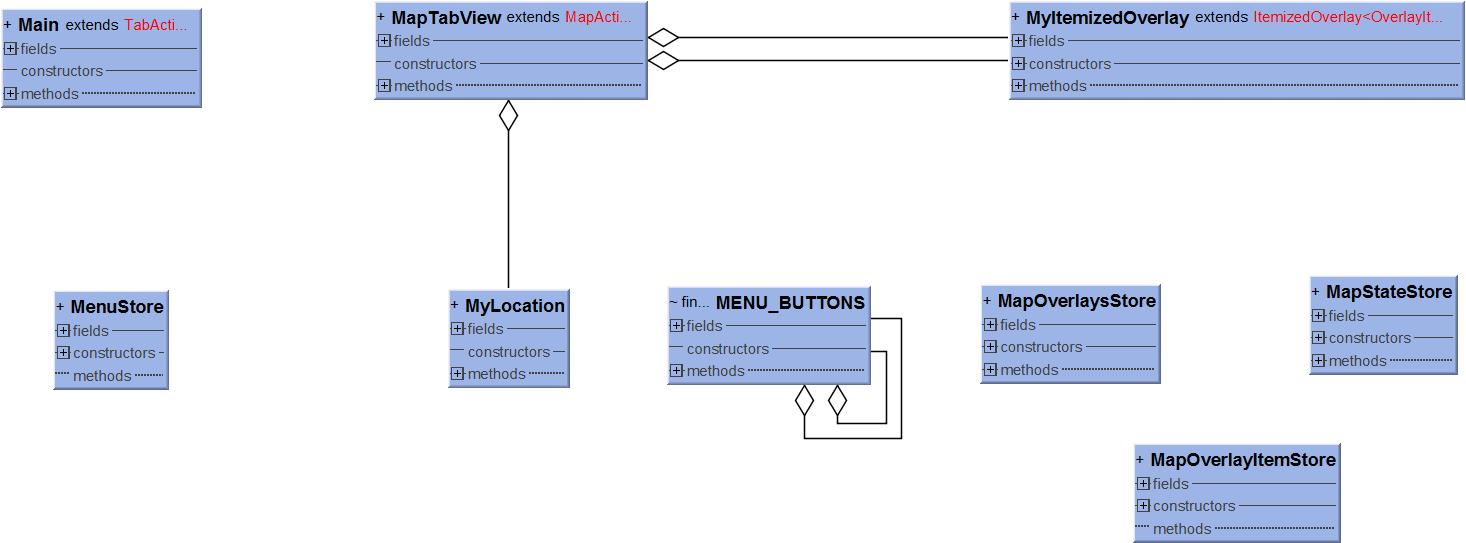 + Main extends TabActi...
fields
constructors
methods
+ MapTabView extends MapActi...
fields
constructors
methods
+ MyItemizedOverlay extends ItemizedOverlay<OverlayIt...
fields
constructors
methods
+ MenuStore
fields
constructors
methods
+ MyLocation
fields
constructors
methods
~ fin... MENU_BUTTONS
fields
constructors
methods
+ MapOverlaysStore
fields
constructors
methods
+ MapStateStore
fields
constructors
methods
+ MapOverlayItemStore
fields
constructors
methods